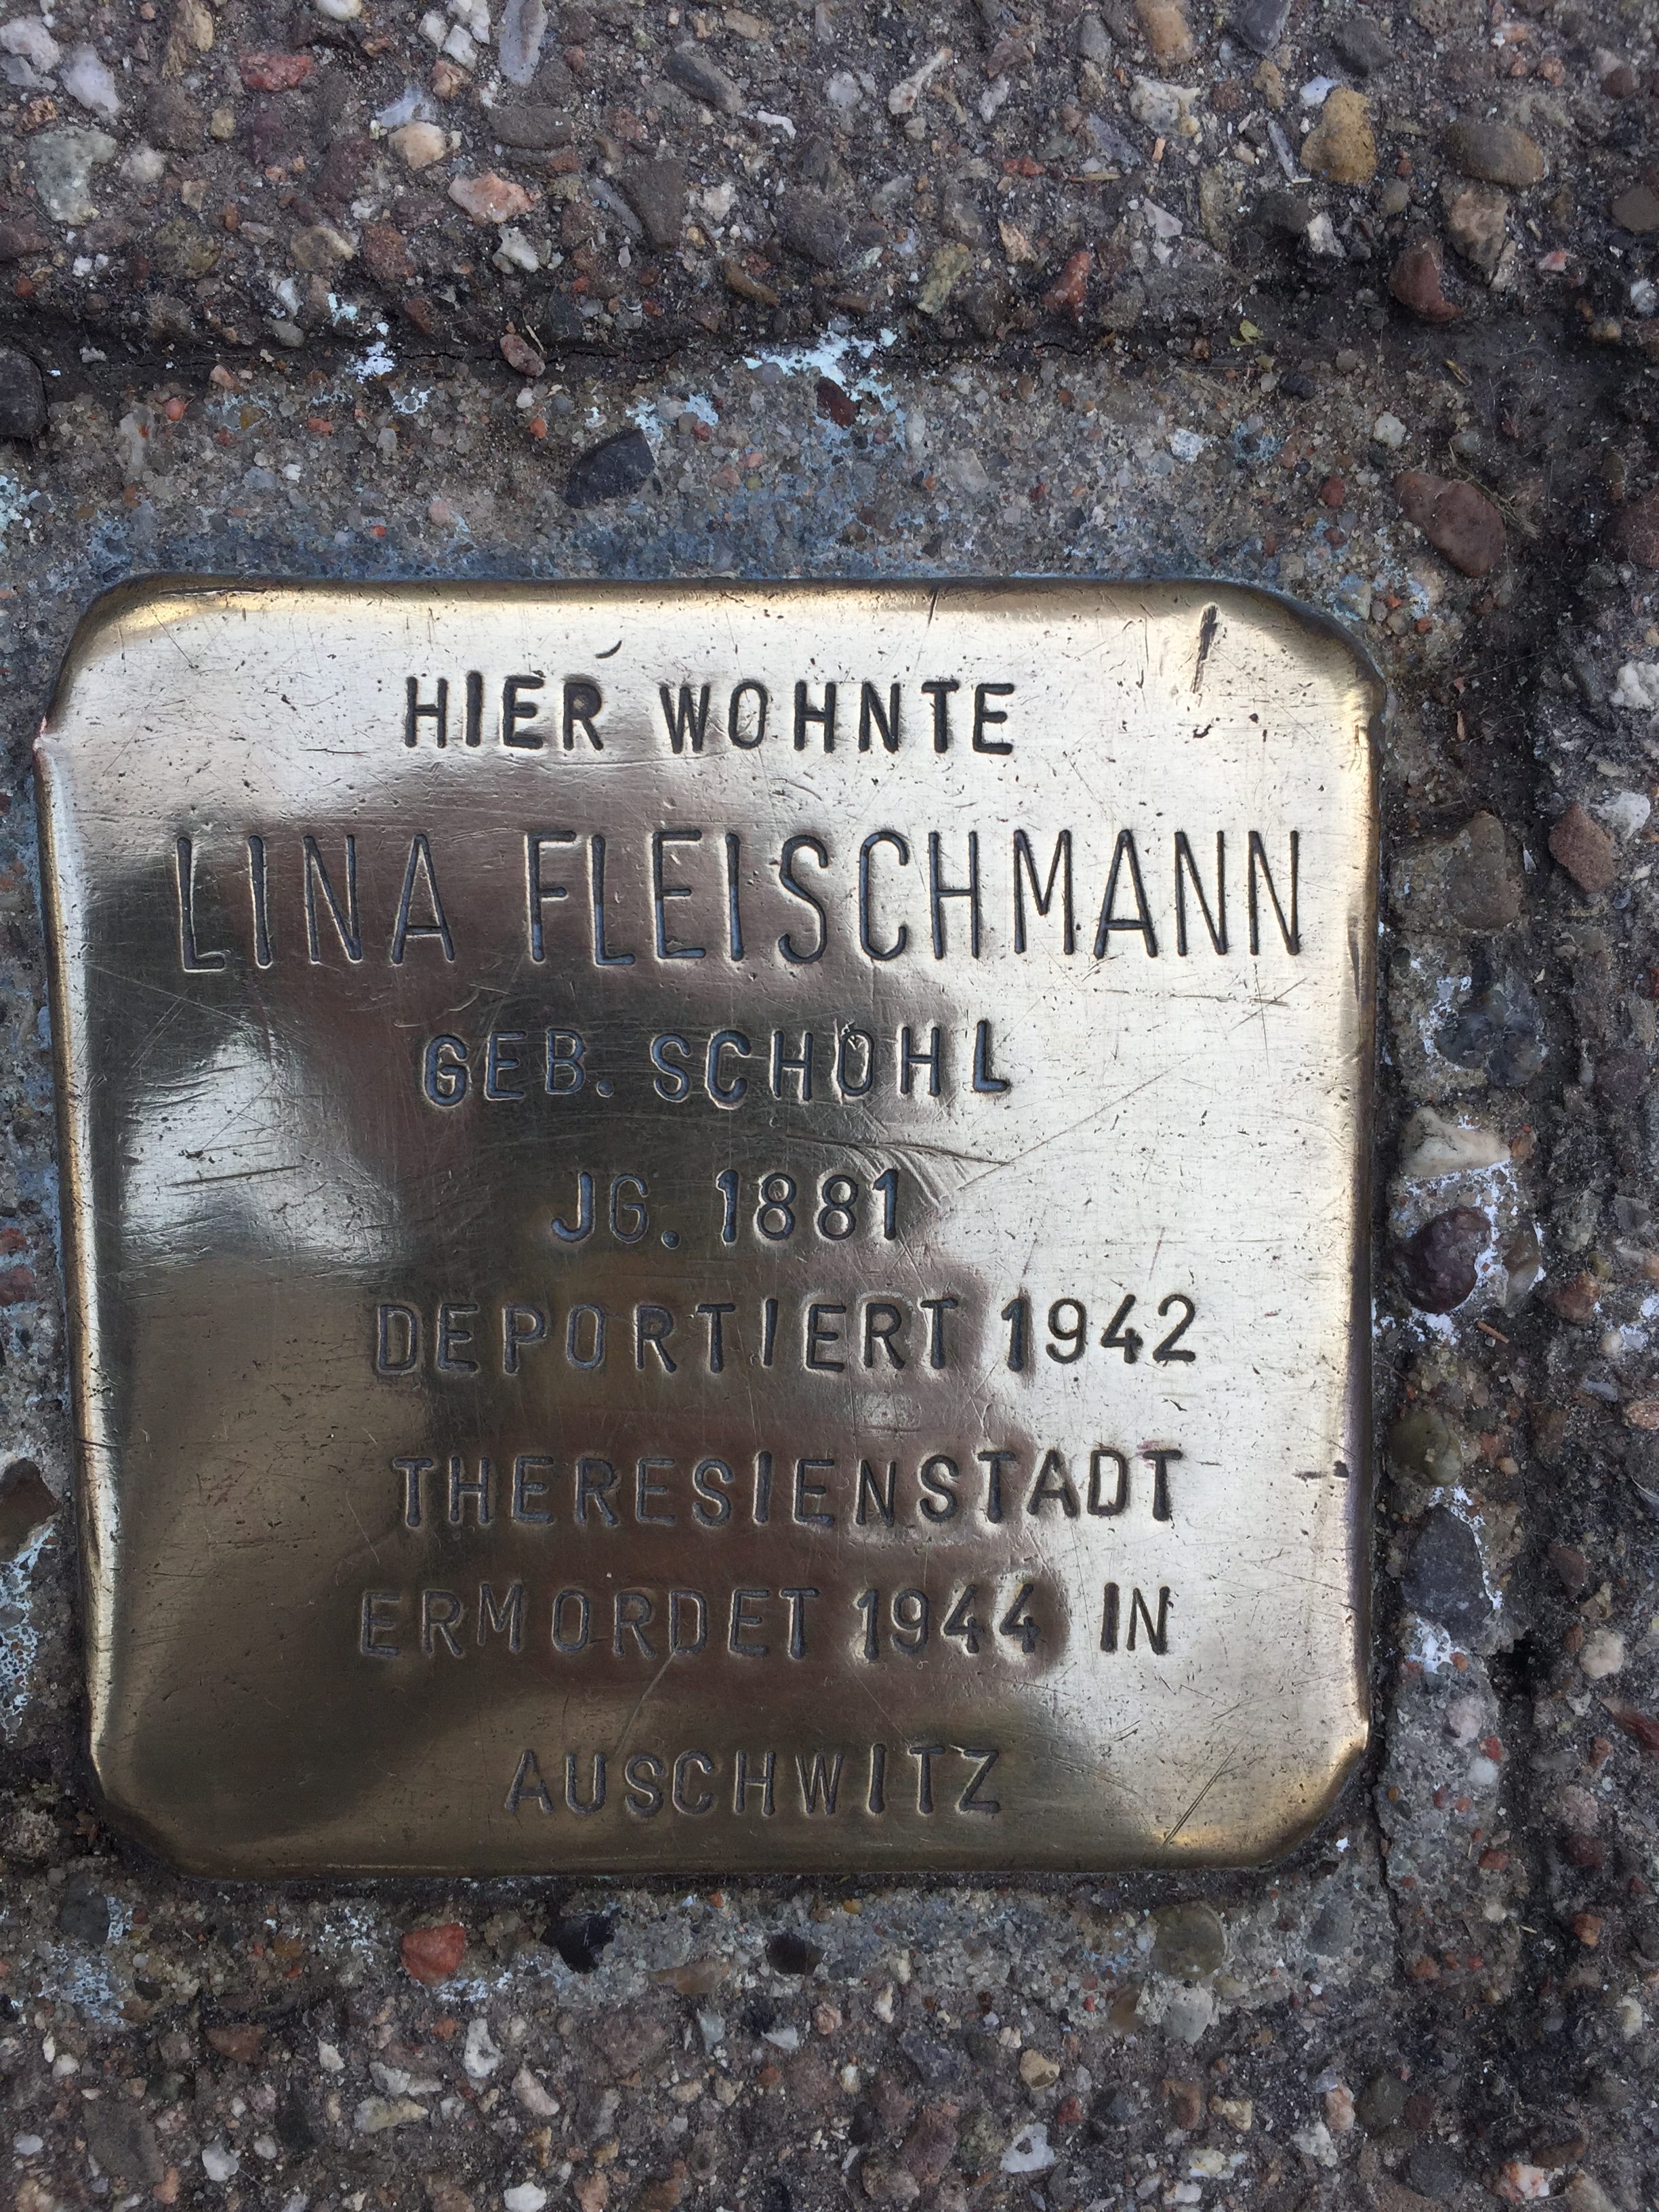 HIER WOHNTE
LINA FLEISCHMANN
GEB. SCHOHL
JG. 1881
DEPORTIERT 1942
THERESIENSTADT
ERMORDET 1944 IN
AUSCHWITZ